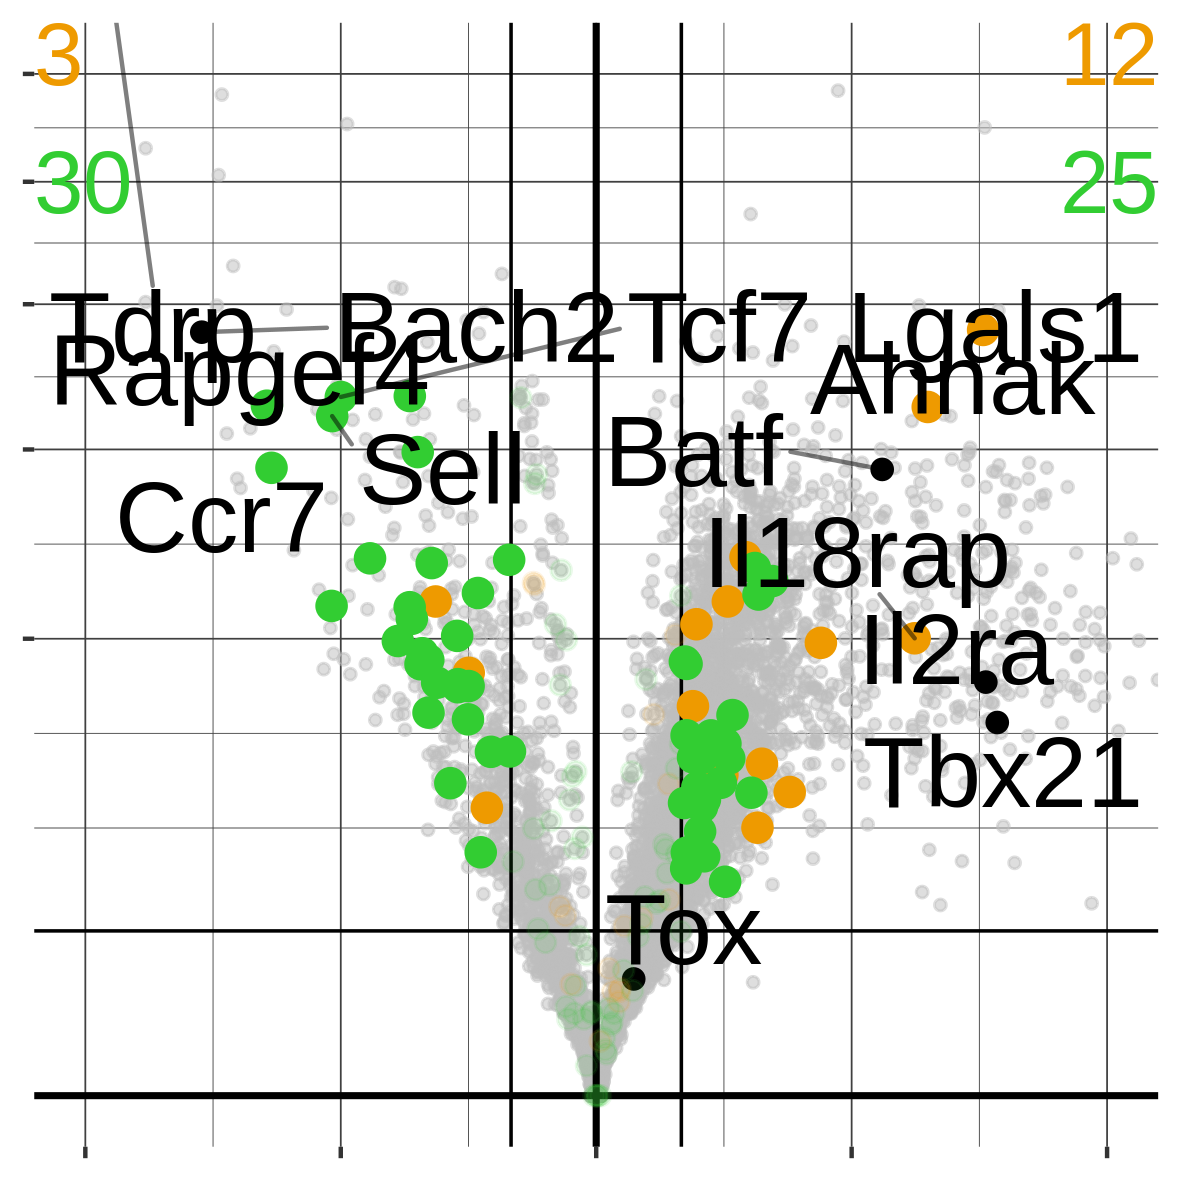 3 12
30 25
Tdrp Bach2 Tcf7 Lgals1
Rapgef4 Ahnak
Sell Batf
Ccr7 Il18rap
Il2ra
Tbx21
Tox